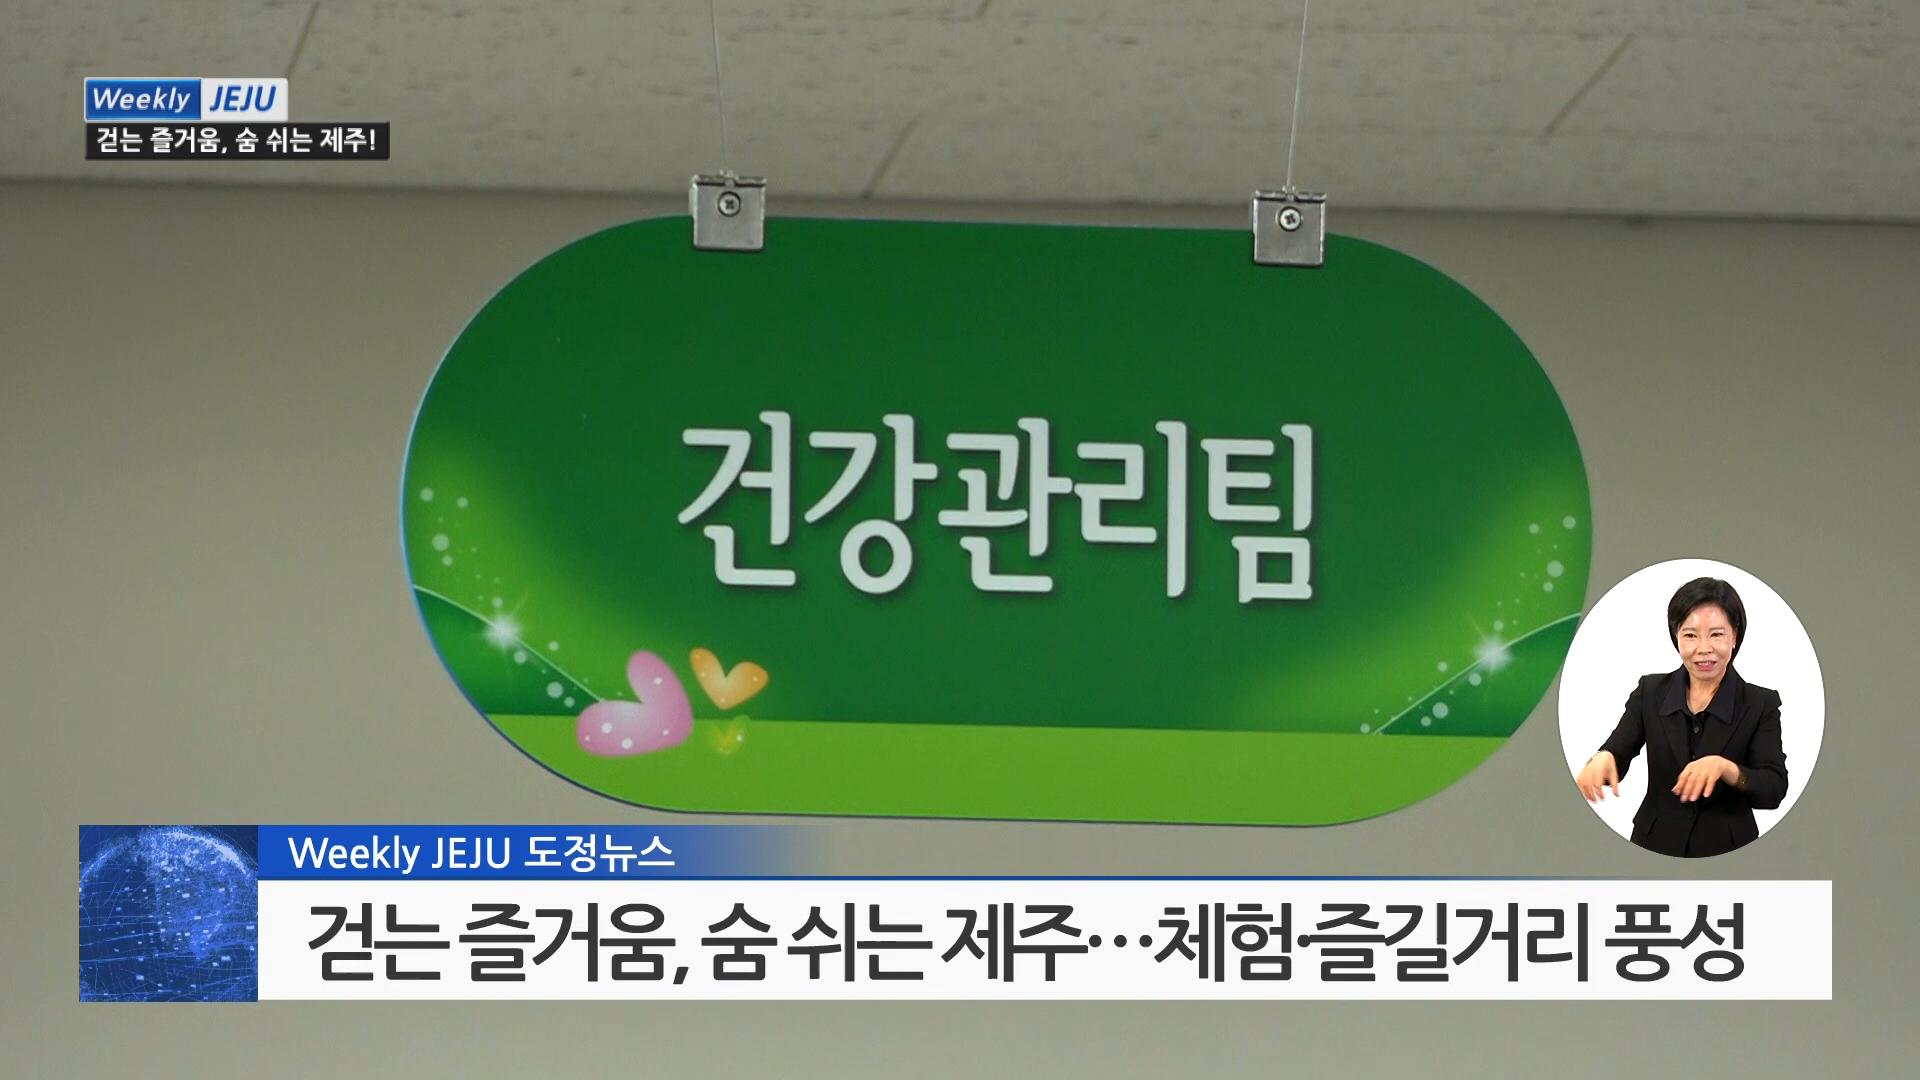 Weekly JEJU
걷는 즐거움, 숨 쉬는 제주!
건강관리팀
Weekly JEJU 도정뉴스
걷는 즐거움, 숨 쉬는 제주…체험·즐길거리 풍성